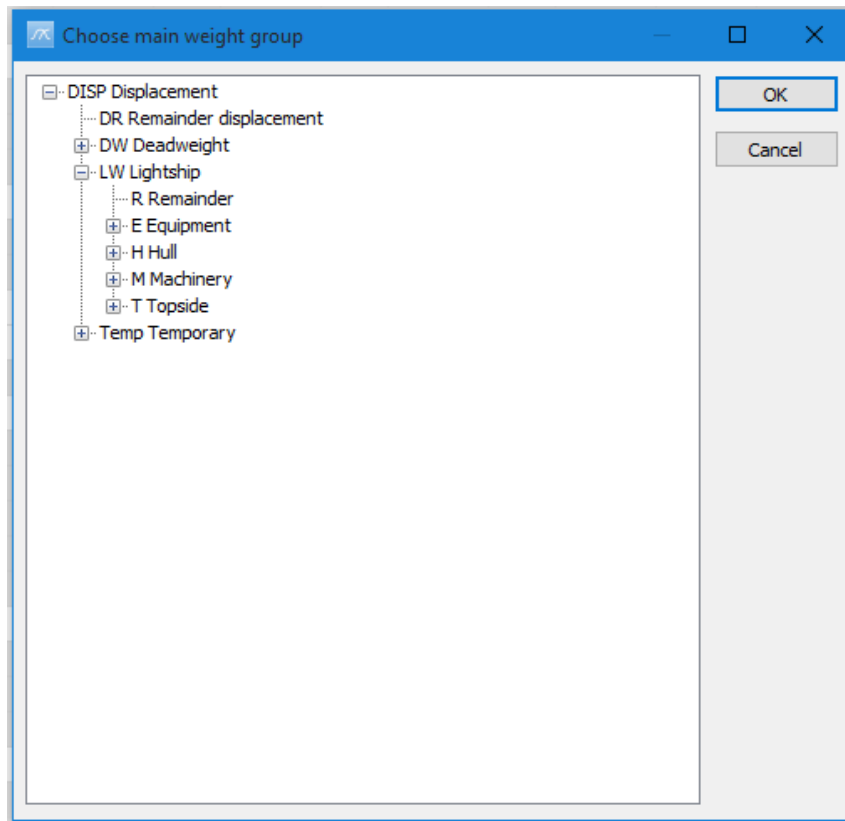 Choose main weight group
DISP Displacement
DR Remainder displacement
DW Deadweight
LW Lightship
R Remainder
E Equipment
H Hull
M Machinery
T Topside
Temp Temporary
OK
Cancel